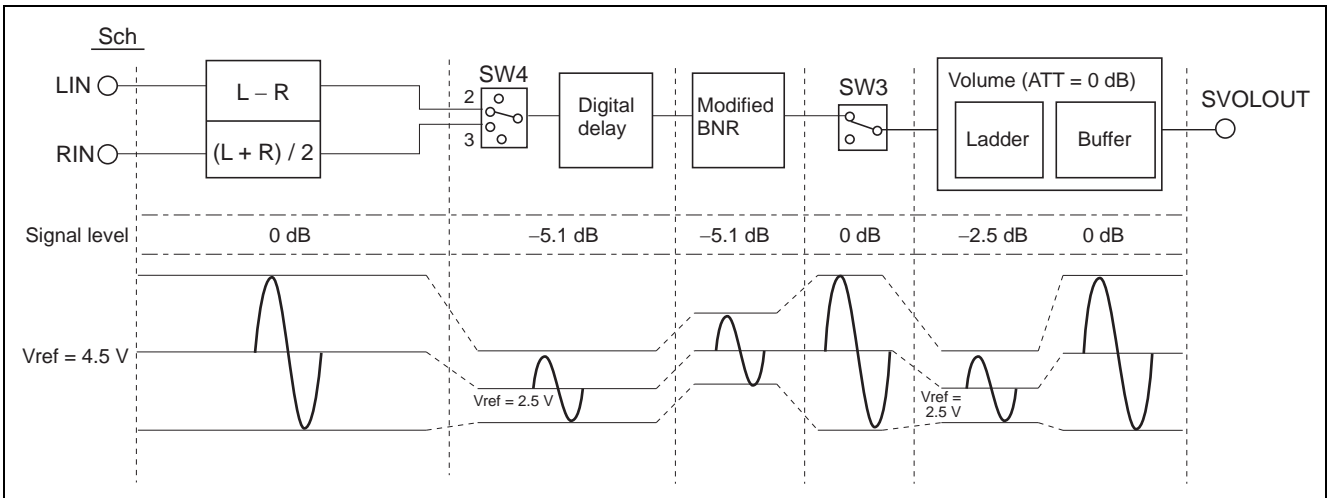 Sch
LIN
RIN
L – R
(L + R) / 2
SW4
2
3
Digital
delay
Modified
BNR
SW3
Volume (ATT = 0 dB)
Ladder
Buffer
SVOLOUT
Signal level
0 dB
–5.1 dB
–5.1 dB
0 dB
–2.5 dB
0 dB
Vref = 4.5 V
Vref = 2.5 V
Vref =
2.5 V